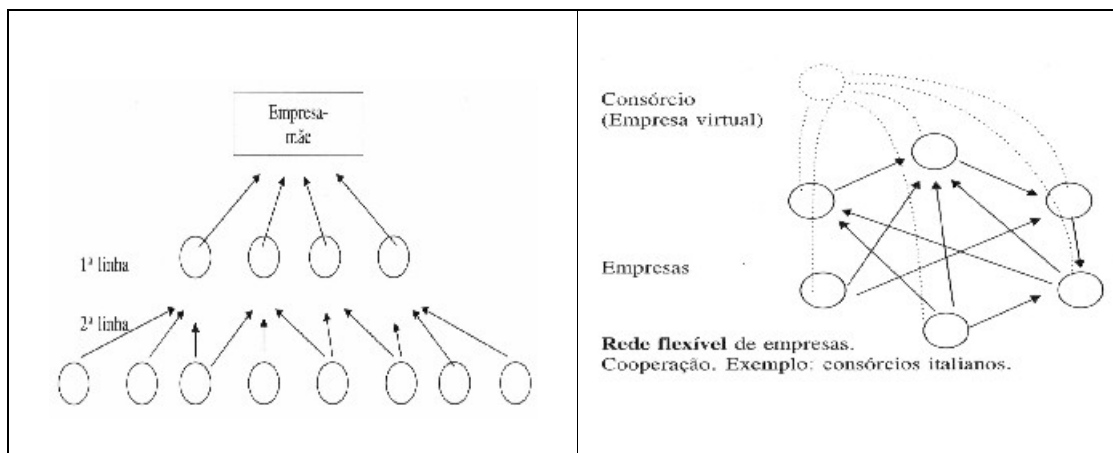 Empresa-
mãe
1ª linha
2ª linha
Consórcio
(Empresa virtual)
Empresas
Rede flexível de empresas.
Cooperação. Exemplo: consórcios italianos.